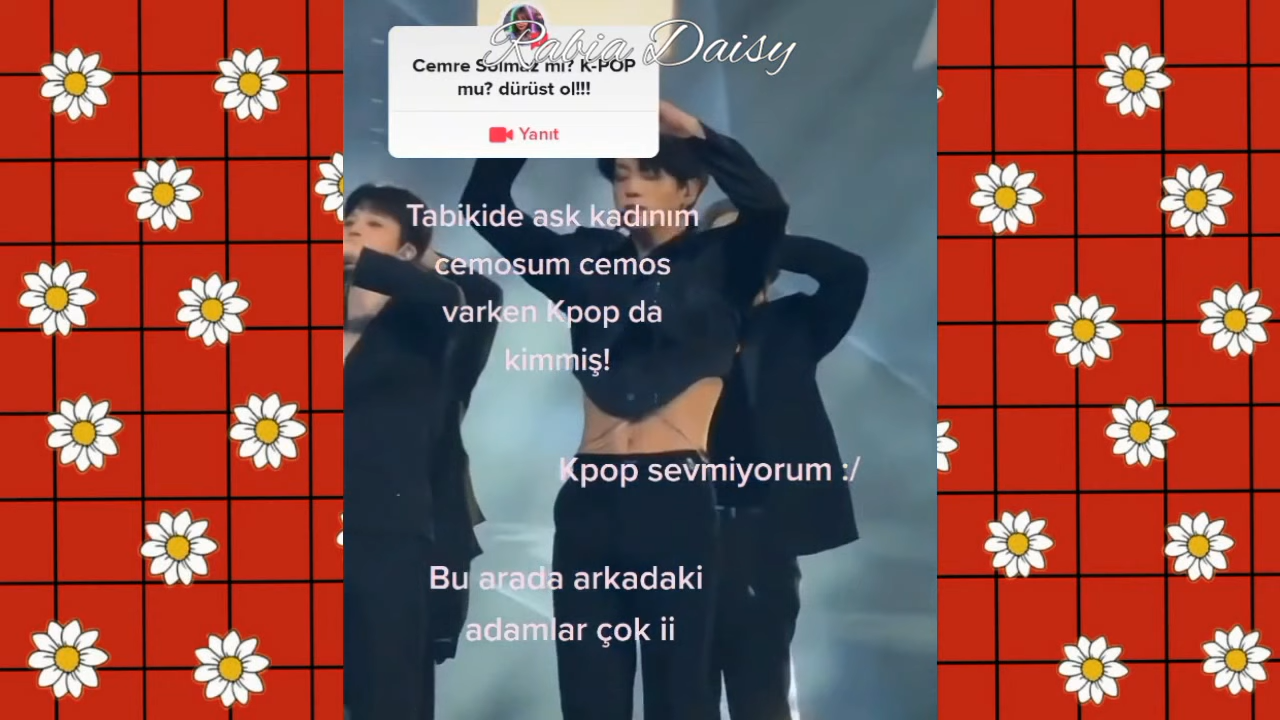 Rabia Daisy
Cemre Solmaz mı? K-POP
mu? dürüst ol!!!
Yanıt
Tabikide ask kadınım
cemosum cemos
varken Kpop da
kimmiş!
Kpop sevmiyorum :/
Bu arada arkadaki
adamlar çok ii